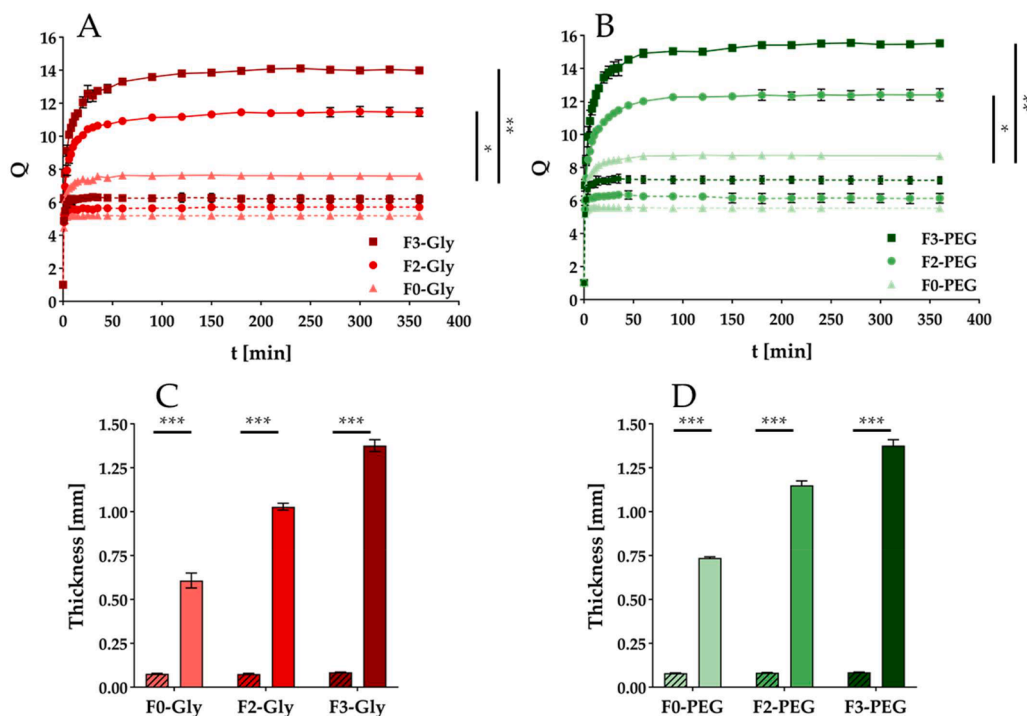 A
16
14
12
10
8
6
4
2
0
Q
0 50 100 150 200 250 300 350 400
t [min]
F3-Gly
F2-Gly
F0-Gly
*
**
B
16
14
12
10
8
6
4
2
0
Q
0 50 100 150 200 250 300 350 400
t [min]
F3-PEG
F2-PEG
F0-PEG
*
**
C
1.50
1.25
1.00
0.75
0.50
0.25
0.00
Thickness [mm]
*** *** ***
F0-Gly F2-Gly F3-Gly
D
1.50
1.25
1.00
0.75
0.50
0.25
0.00
Thickness [mm]
*** *** ***
F0-PEG F2-PEG F3-PEG